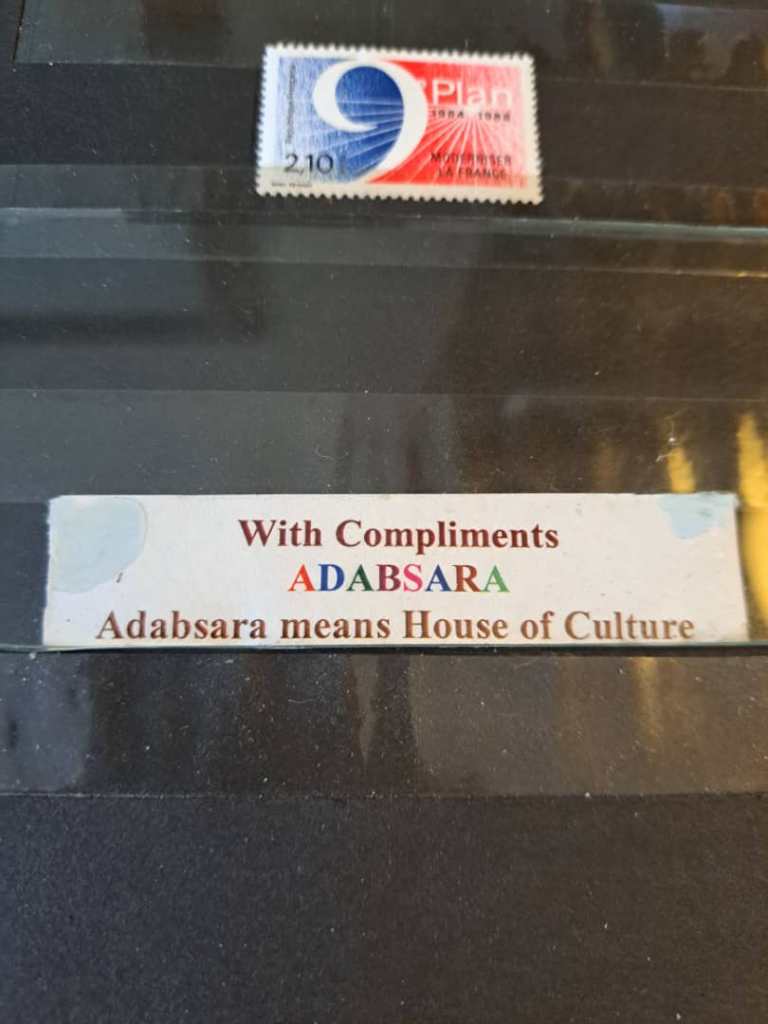 9e Plan
1984 1988
MODERNISER
LA FRANCE
2,10
With Compliments
ADABSARA
Adabsara means House of Culture